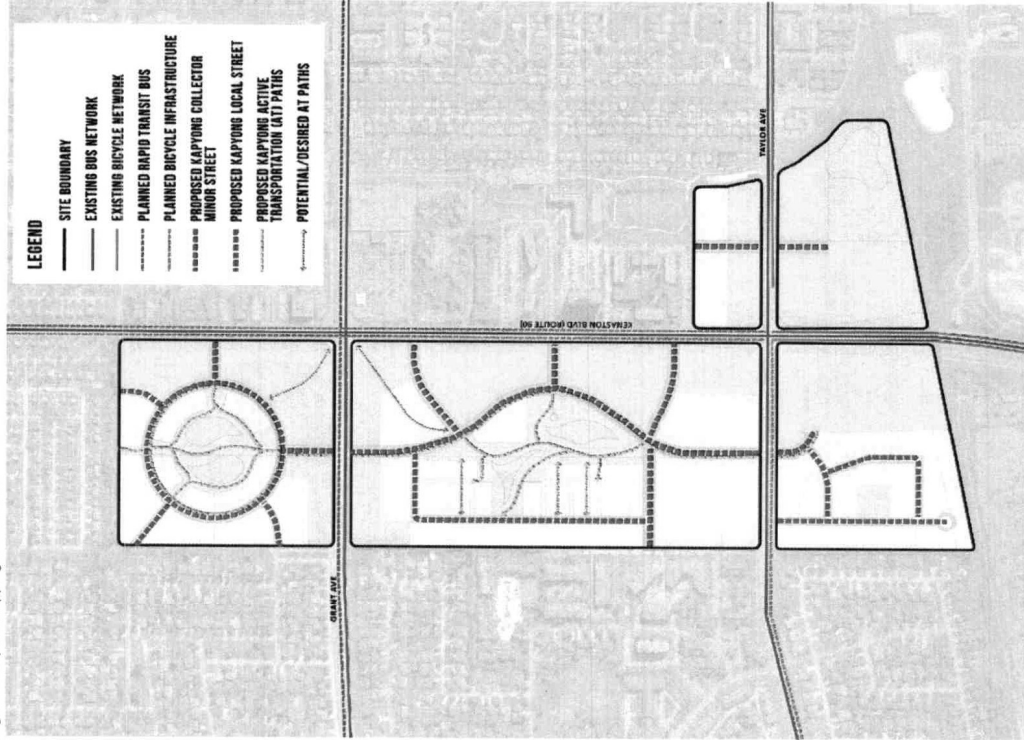 LEGEND
SITE BOUNDARY
EXISTING BUS NETWORK
EXISTING BICYCLE NETWORK
PLANNED RAPID TRANSIT BUS
PLANNED BICYCLE INFRASTRUCTURE
PROPOSED KAPYONG COLLECTOR
MINOR STREET
PROPOSED KAPYONG LOCAL STREET
PROPOSED KAPYONG ACTIVE
TRANSPORTATION (AT) PATHS
POTENTIAL/DESIRED AT PATHS
GRANT AVE
KENASTON BLVD (ROUTE 90)
TAYLOR AVE